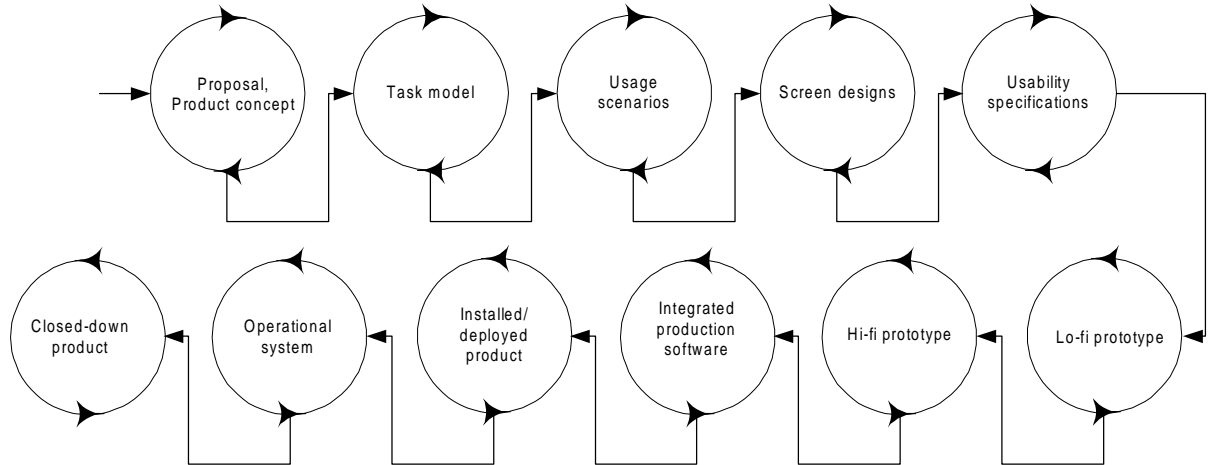 Proposal,
Product concept
Task model
Usage
scenarios
Screen designs
Usability
specifications
Closed-down
product
Operational
system
Installed/
deployed
product
Integrated
production
software
Hi-fi prototype
Lo-fi prototype